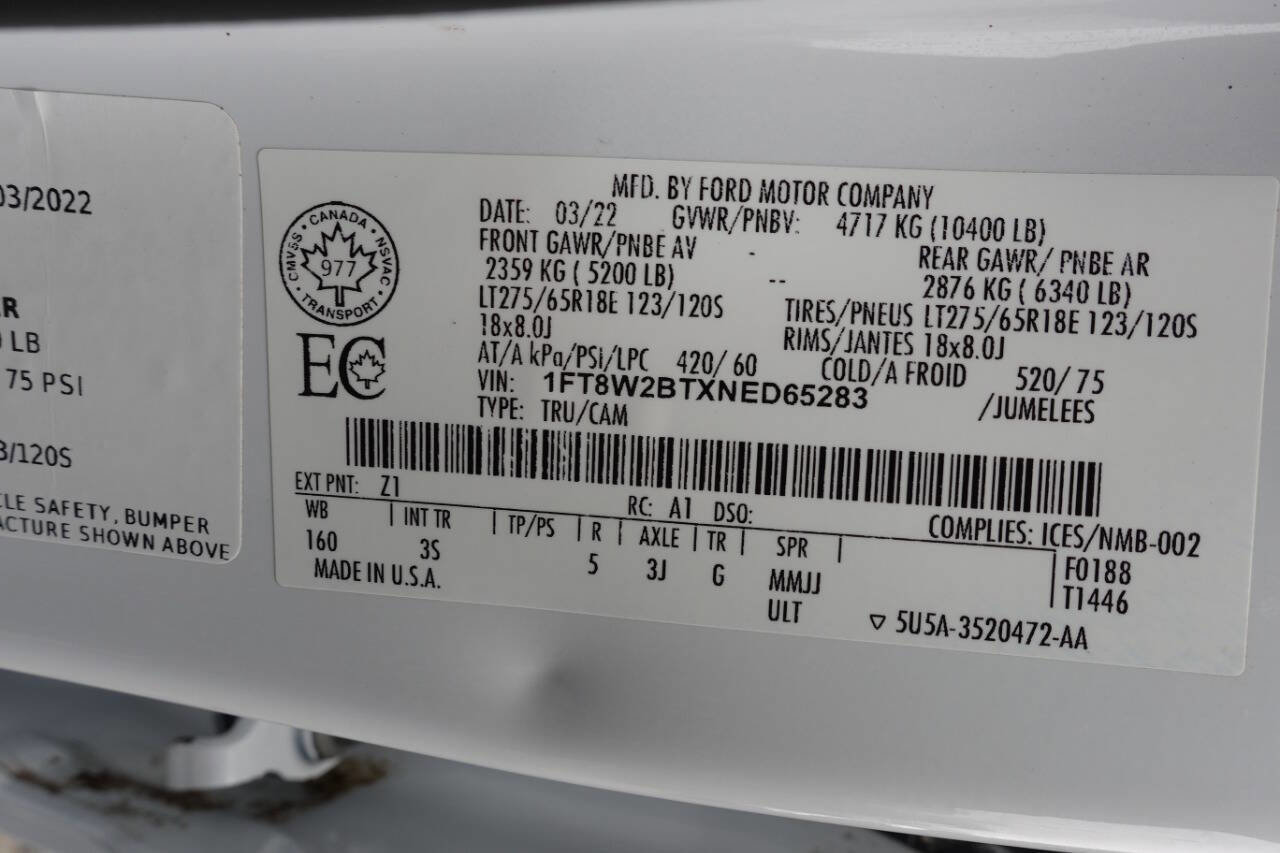 03/2022
ER
LB
75 PSI
3/120S
CLE SAFETY, BUMPER
ACTURE SHOWN ABOVE
CANADA
CMVSS
NSVAC
977
TRANSPORT
EC
MFD. BY FORD MOTOR COMPANY
DATE: 03/22 GVWR/PNBV: 4717 KG (10400 LB)
FRONT GAWR/PNBE AV - REAR GAWR/ PNBE AR
2359 KG ( 5200 LB) -- 2876 KG ( 6340 LB)
LT275/65R18E 123/120S TIRES/PNEUS LT275/65R18E 123/120S
18x8.0J RIMS/JANTES 18x8.0J
AT/A kPa/PSI/LPC 420/ 60 COLD/A FROID 520/ 75
VIN: 1FT8W2BTXNED65283 /JUMELEES
TYPE: TRU/CAM
EXT PNT: Z1 RC: A1 DSO:
COMPLIES: ICES/NMB-002
WB | INT TR | TP/PS | R | AXLE | TR | SPR |
160 3S 5 3J G MMJJ F0188
MADE IN U.S.A. ULT T1446
▽ 5U5A-3520472-AA